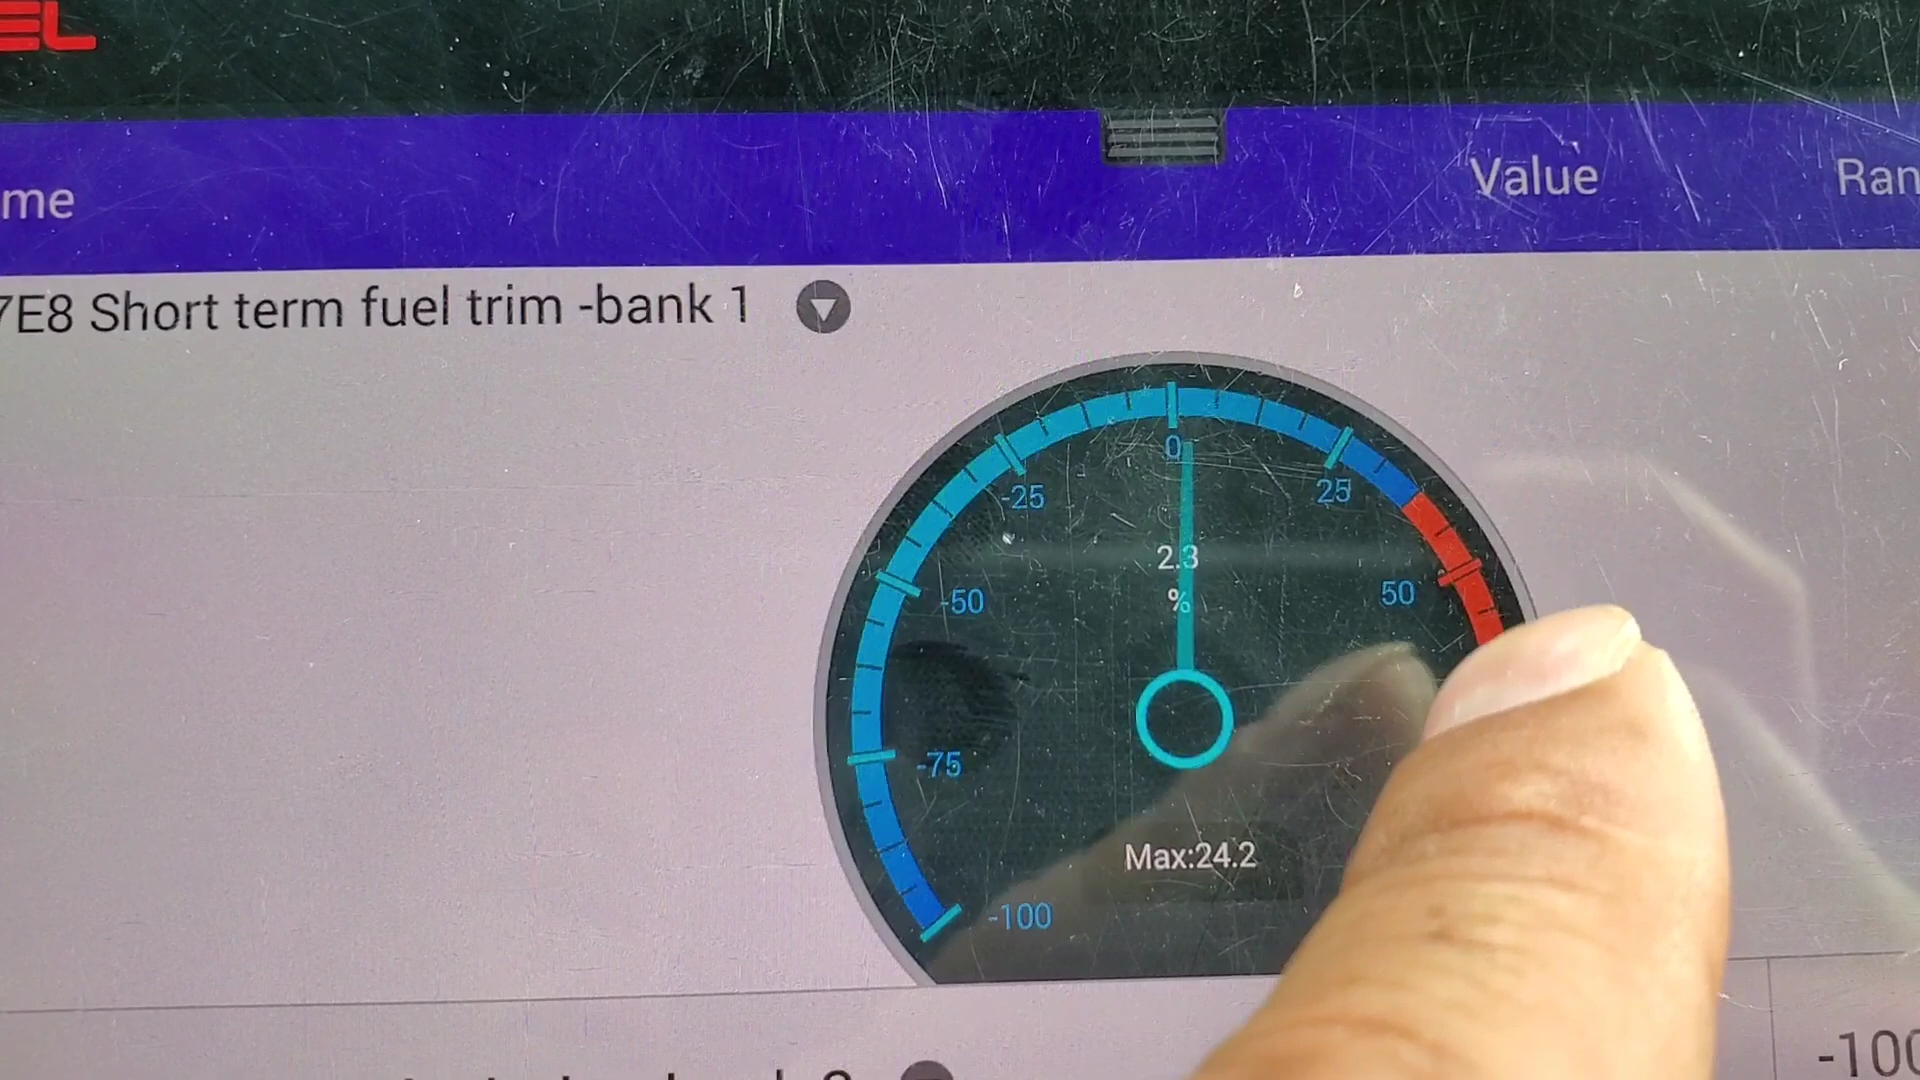 EL
me
Value
Ran
7E8 Short term fuel trim -bank 1
0
-25
25
2.3
%
-50
50
-75
Max:24.2
-100
-100